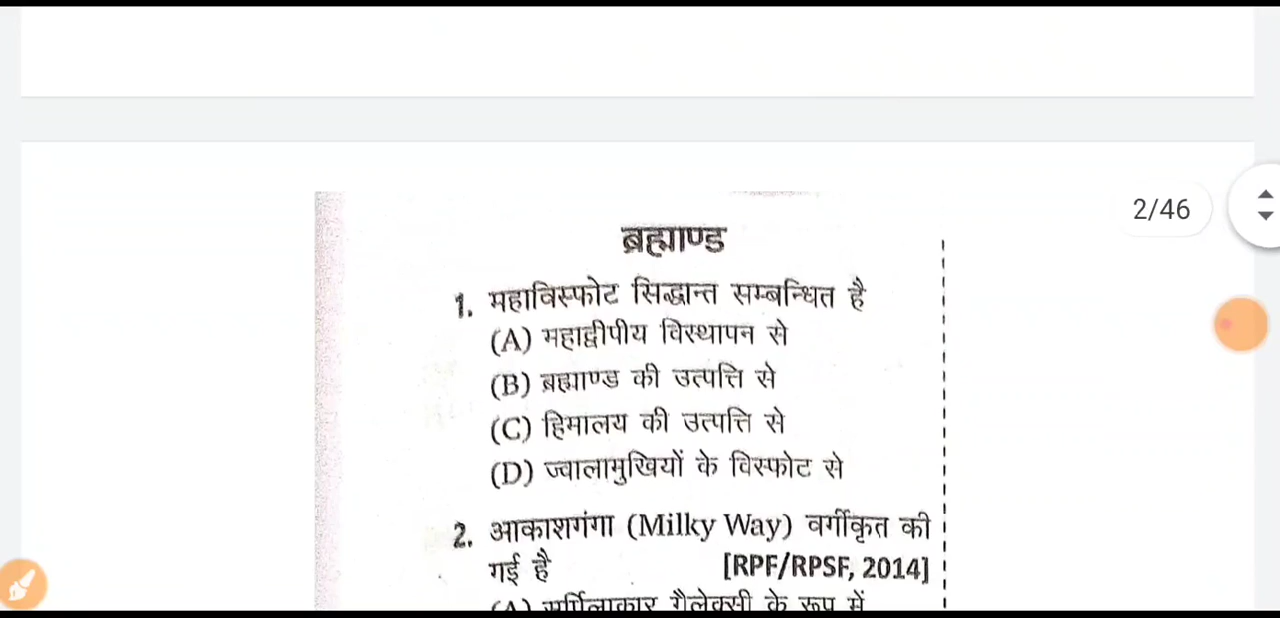 2/46
ब्रह्माण्ड
1. महाविस्फोट सिद्धान्त सम्बन्धित है
(A) महाद्वीपीय विस्थापन से
(B) ब्रह्माण्ड की उत्पत्ति से
(C) हिमालय की उत्पत्ति से
(D) ज्वालामुखियों के विस्फोट से
2. आकाशगंगा (Milky Way) वर्गीकृत की
गई है [RPF/RPSF, 2014]
(A) सर्पिलाकार गैलेक्सी के रूप में